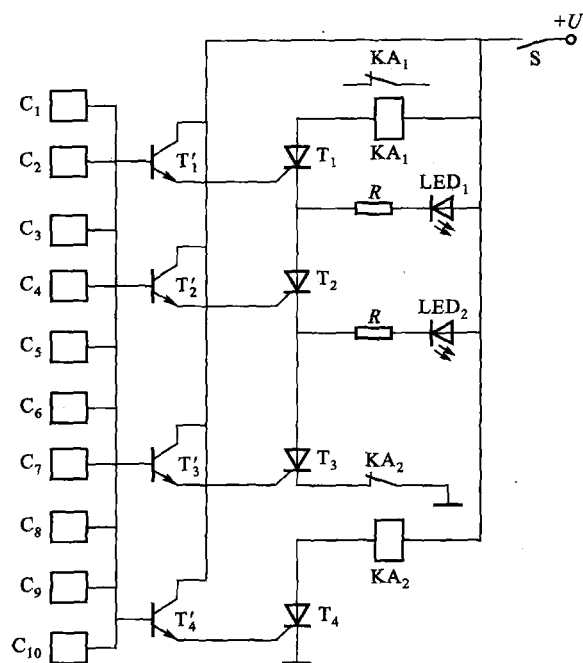 +U
S
KA₁
KA₁
C₁
C₂
T′₁
T₁
R
LED₁
C₃
C₄
T′₂
T₂
R
LED₂
C₅
C₆
C₇
T′₃
T₃
KA₂
C₈
KA₂
C₉
T′₄
T₄
C₁₀